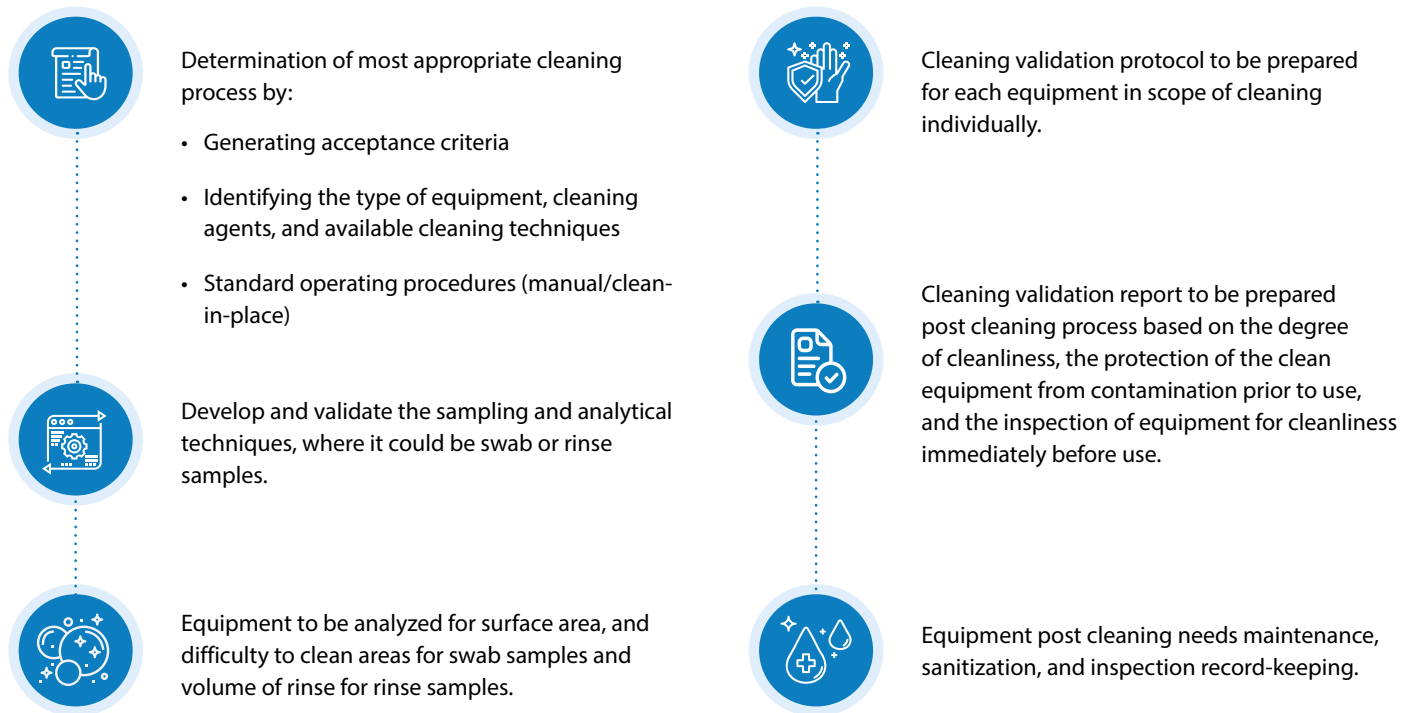 Determination of most appropriate cleaning
process by:
• Generating acceptance criteria
• Identifying the type of equipment, cleaning
agents, and available cleaning techniques
• Standard operating procedures (manual/clean-
in-place)
Develop and validate the sampling and analytical
techniques, where it could be swab or rinse
samples.
Equipment to be analyzed for surface area, and
difficulty to clean areas for swab samples and
volume of rinse for rinse samples.
Cleaning validation protocol to be prepared
for each equipment in scope of cleaning
individually.
Cleaning validation report to be prepared
post cleaning process based on the degree
of cleanliness, the protection of the clean
equipment from contamination prior to use,
and the inspection of equipment for cleanliness
immediately before use.
Equipment post cleaning needs maintenance,
sanitization, and inspection record-keeping.